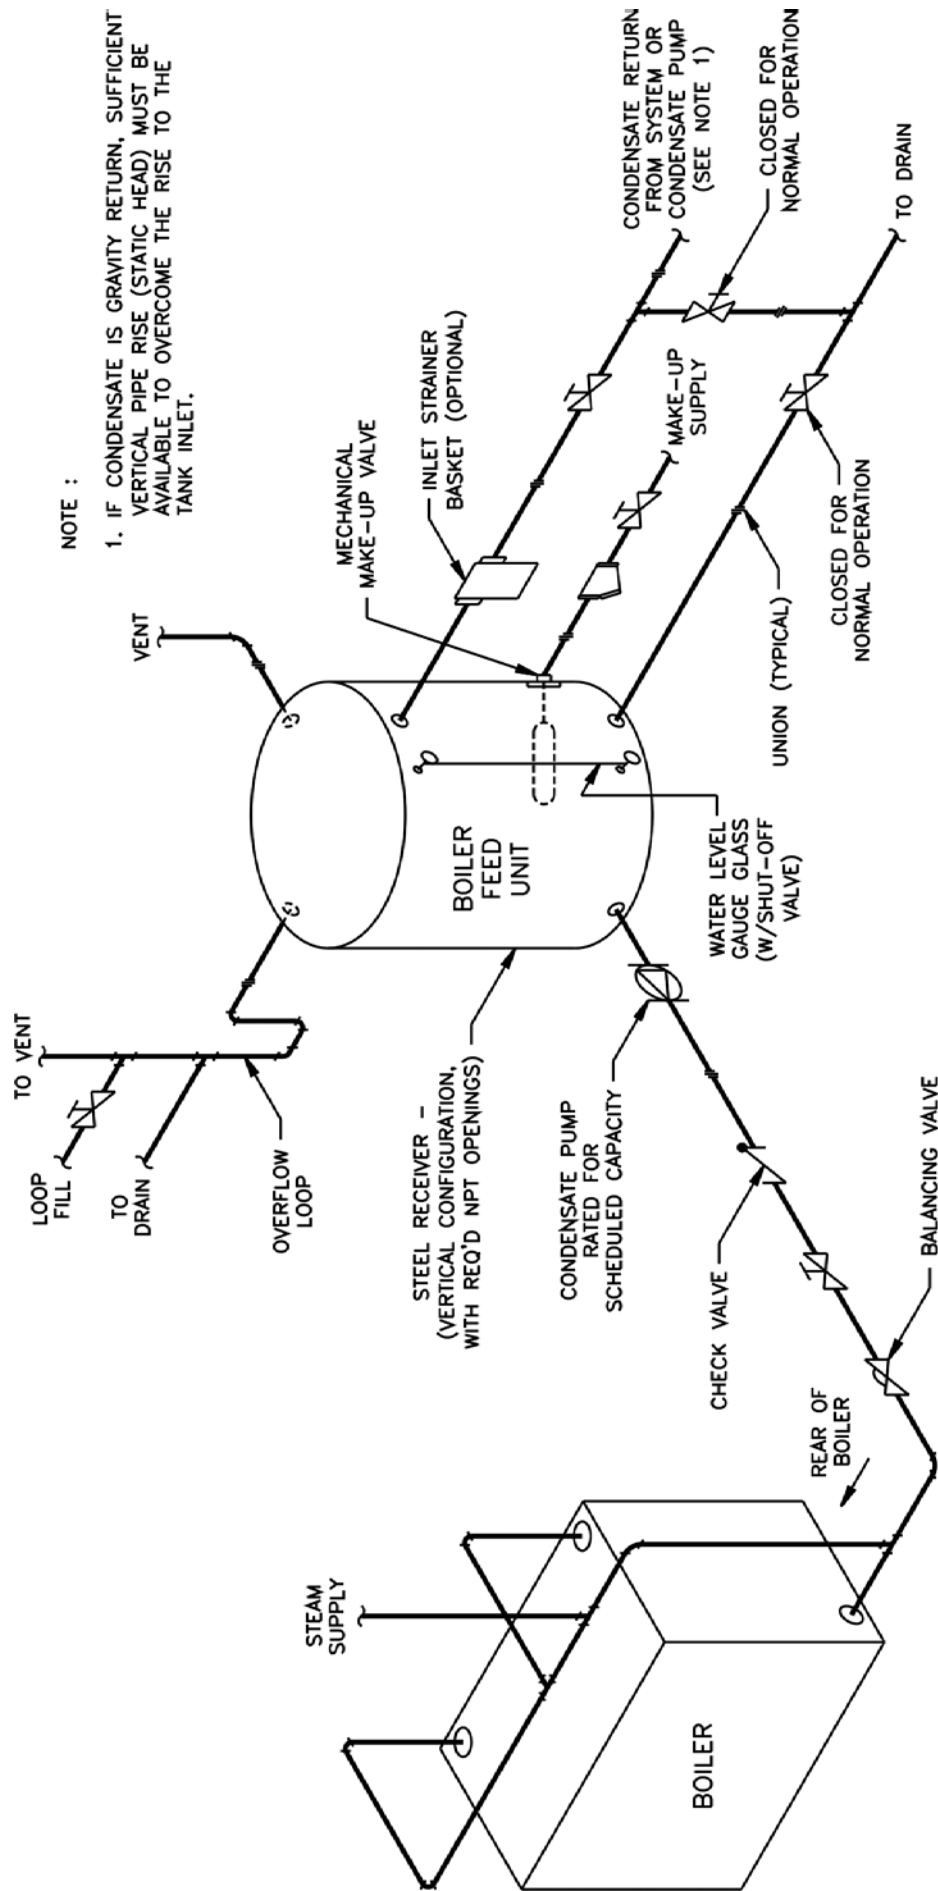 NOTE :
1. IF CONDENSATE IS GRAVITY RETURN, SUFFICIENT
VERTICAL PIPE RISE (STATIC HEAD) MUST BE
AVAILABLE TO OVERCOME THE RISE TO THE
TANK INLET.
VENT
TO VENT
LOOP
FILL
TO
DRAIN
OVERFLOW
LOOP
MECHANICAL
MAKE-UP VALVE
INLET STRAINER
BASKET (OPTIONAL)
CONDENSATE RETURN
FROM SYSTEM OR
CONDENSATE PUMP
(SEE NOTE 1)
CLOSED FOR
NORMAL OPERATION
MAKE-UP
SUPPLY
TO DRAIN
BOILER
FEED
UNIT
STEEL RECEIVER -
(VERTICAL CONFIGURATION,
WITH REQ'D NPT OPENINGS)
CONDENSATE PUMP
RATED FOR
SCHEDULED CAPACITY
WATER LEVEL
GAUGE GLASS
(W/SHUT-OFF
VALVE)
UNION (TYPICAL)
CLOSED FOR
NORMAL OPERATION
STEAM
SUPPLY
CHECK VALVE
REAR OF
BOILER
BALANCING VALVE
BOILER